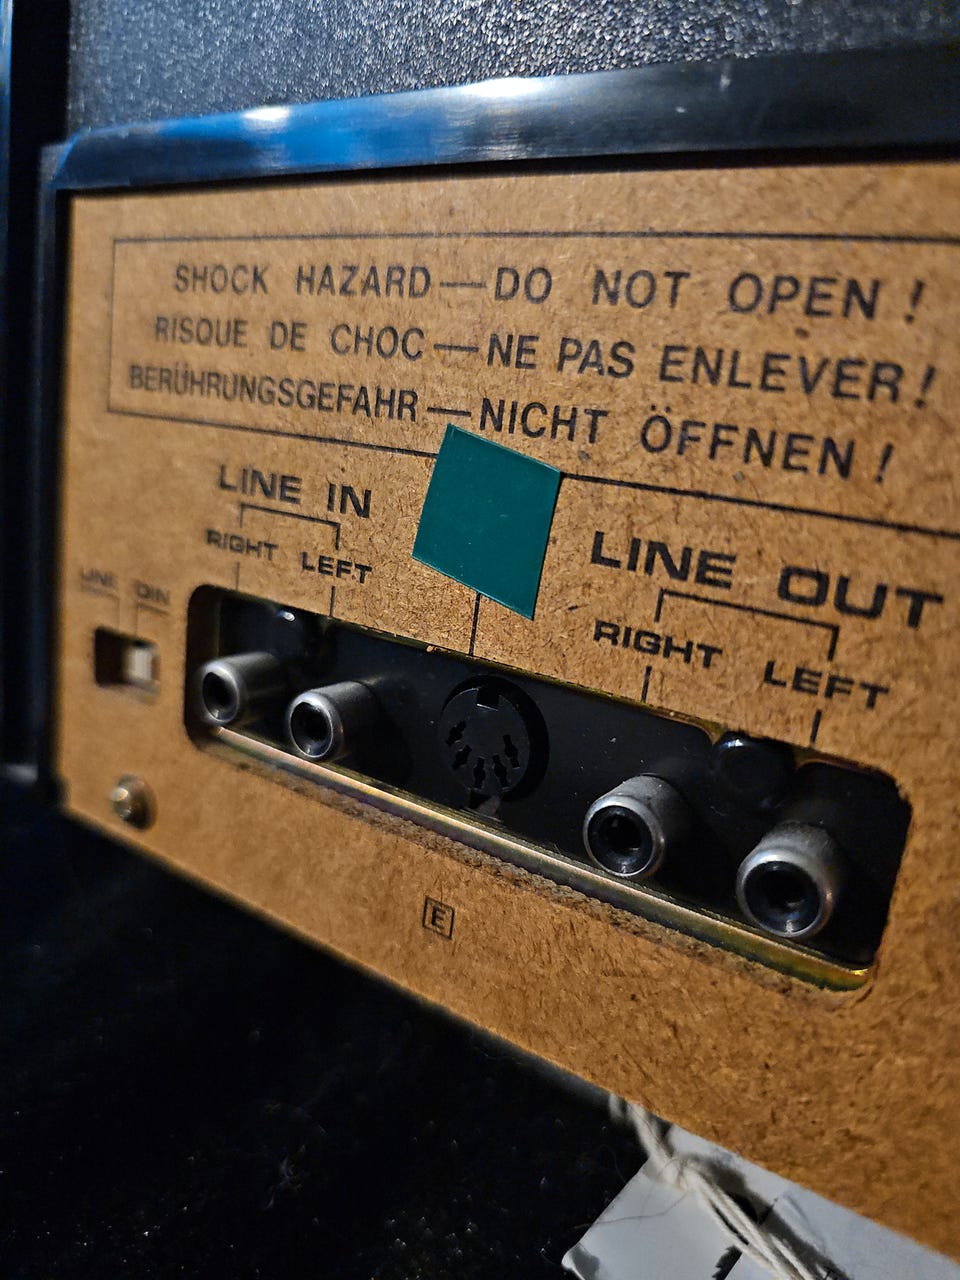 SHOCK HAZARD — DO NOT OPEN !
RISQUE DE CHOC — NE PAS ENLEVER!
BERÜHRUNGSGEFAHR — NICHT ÖFFNEN !
LINE IN
RIGHT LEFT
LINE OUT
RIGHT LEFT
LINE DIN
E